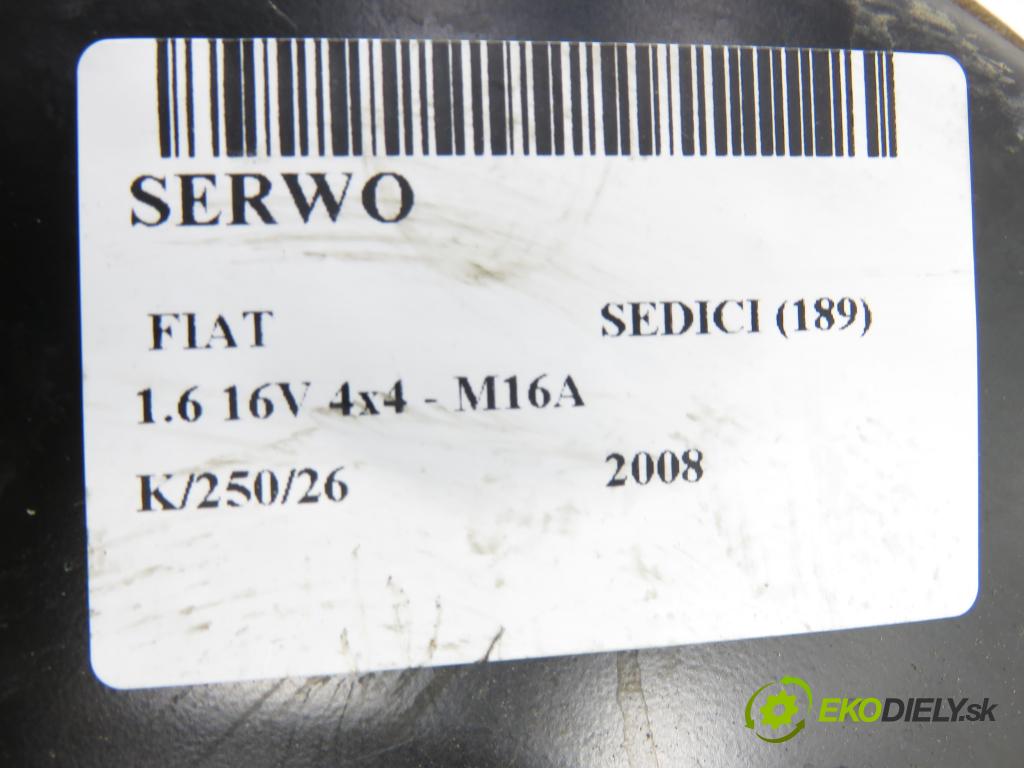 SERWO
FIAT SEDICI (189)
1.6 16V 4x4 - M16A
K/250/26 2008
EKODIELY.sk